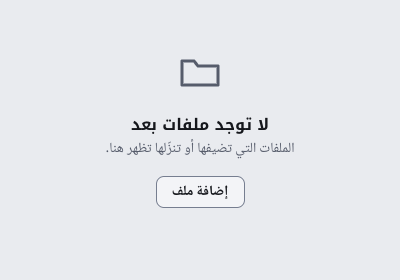 لا توجد ملفات بعد
الملفات التي تضيفها أو تنزّلها تظهر هنا.
إضافة ملف